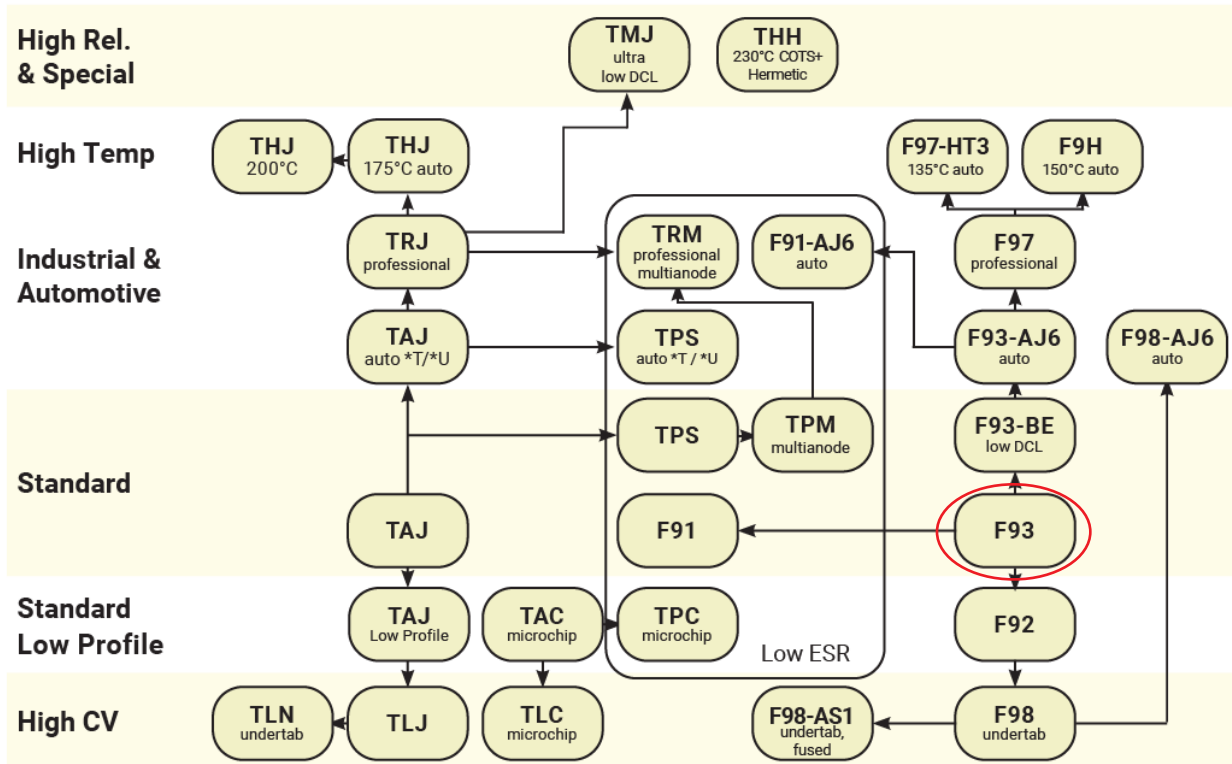 High Rel.
& Special
TMJ
ultra
low DCL
THH
230°C COTS+
Hermetic
High Temp
THJ
200°C
THJ
175°C auto
F97-HT3
135°C auto
F9H
150°C auto
Industrial &
Automotive
TRJ
professional
TRM
professional
multianode
F91-AJ6
auto
F97
professional
TAJ
auto *T/*U
TPS
auto *T / *U
F93-AJ6
auto
F98-AJ6
auto
Standard
TPS
TPM
multianode
F93-BE
low DCL
TAJ
F91
F93
Standard
Low Profile
TAJ
Low Profile
TAC
microchip
TPC
microchip
Low ESR
F92
High CV
TLN
undertab
TLJ
TLC
microchip
F98-AS1
undertab,
fused
F98
undertab